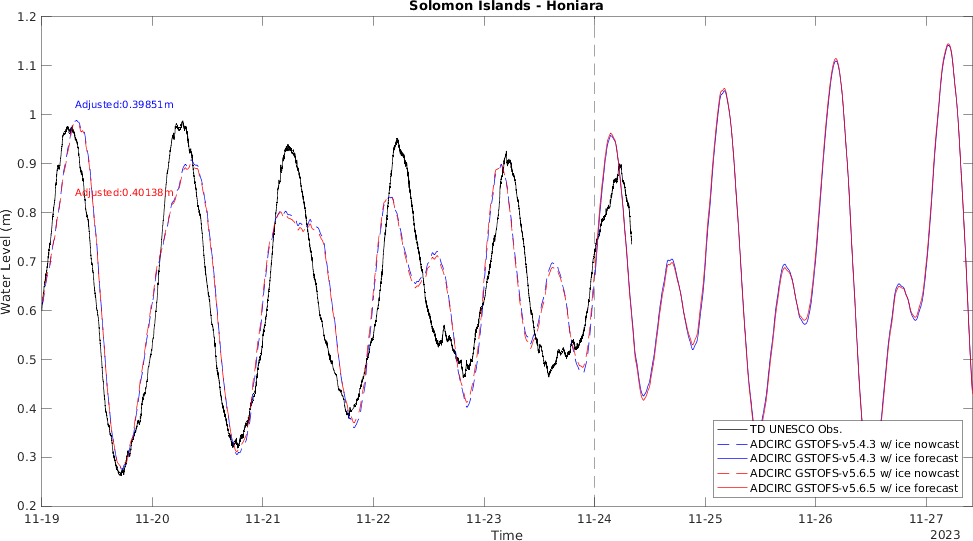 Solomon Islands - Honiara
1.2
1.1
1
0.9
0.8
0.7
0.6
0.5
0.4
0.3
0.2
Water Level (m)
Adjusted:0.39851m
Adjusted:0.40138m
TD UNESCO Obs.
ADCIRC GSTOFS-v5.4.3 w/ ice nowcast
ADCIRC GSTOFS-v5.4.3 w/ ice forecast
ADCIRC GSTOFS-v5.6.5 w/ ice nowcast
ADCIRC GSTOFS-v5.6.5 w/ ice forecast
11-19 11-20 11-21 11-22 11-23 11-24 11-25 11-26 11-27
Time
2023